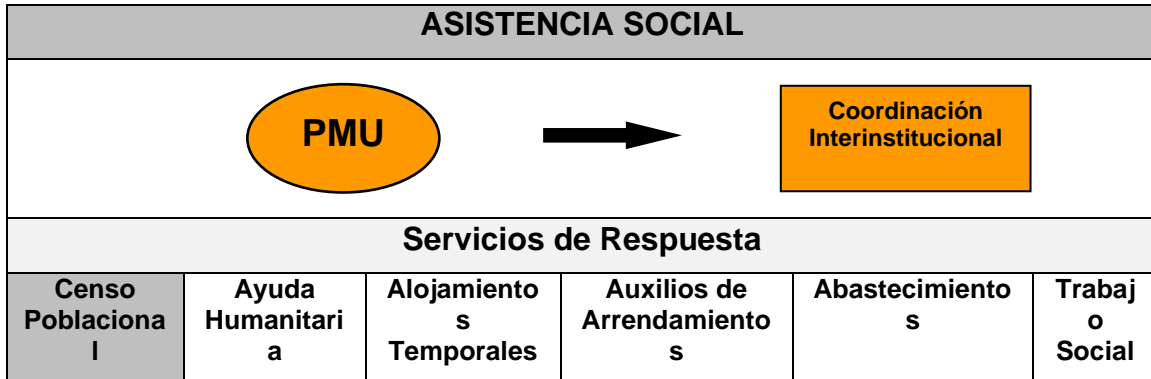 ASISTENCIA SOCIAL
PMU
Coordinación
Interinstitucional
Servicios de Respuesta
Censo
Poblaciona
l
Ayuda
Humanitari
a
Alojamiento
s
Temporales
Auxilios de
Arrendamiento
s
Abastecimiento
s
Trabaj
o
Social